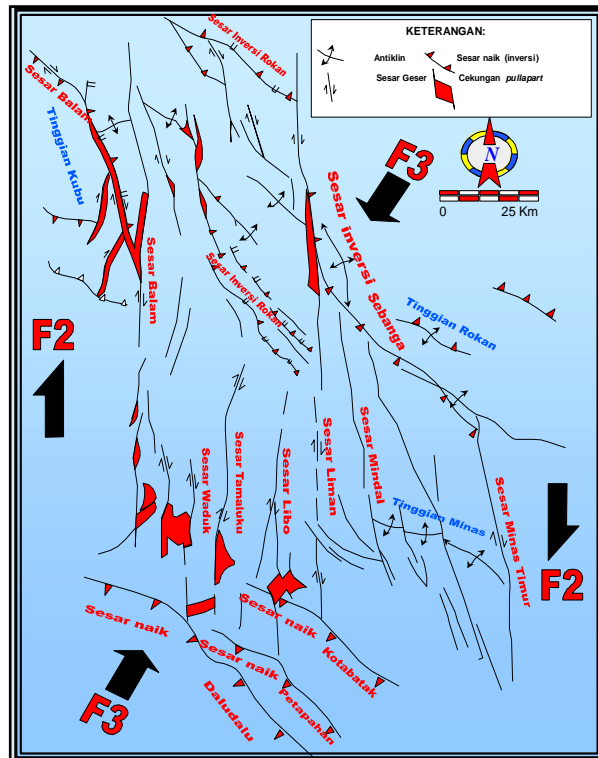 KETERANGAN:
Antiklin
Sesar naik (inversi)
Sesar Geser
Cekungan pullapart
N
0 25 Km
Sesar Inversi Rokan
Sesar Balam
Tinggian Kubu
F3
Sesar inversi Sebanga
Sesar Balam
Sesar Inversi Rokan
Tinggian Rokan
F2
Sesar Waduk
Sesar Tamaluku
Sesar Libo
Sesar Liman
Sesar Mindal
Tinggian Minas
Sesar Minas Timur
F2
Sesar naik
Sesar naik
Kotabatak
Sesar naik
Petapahan
Daludalu
F3